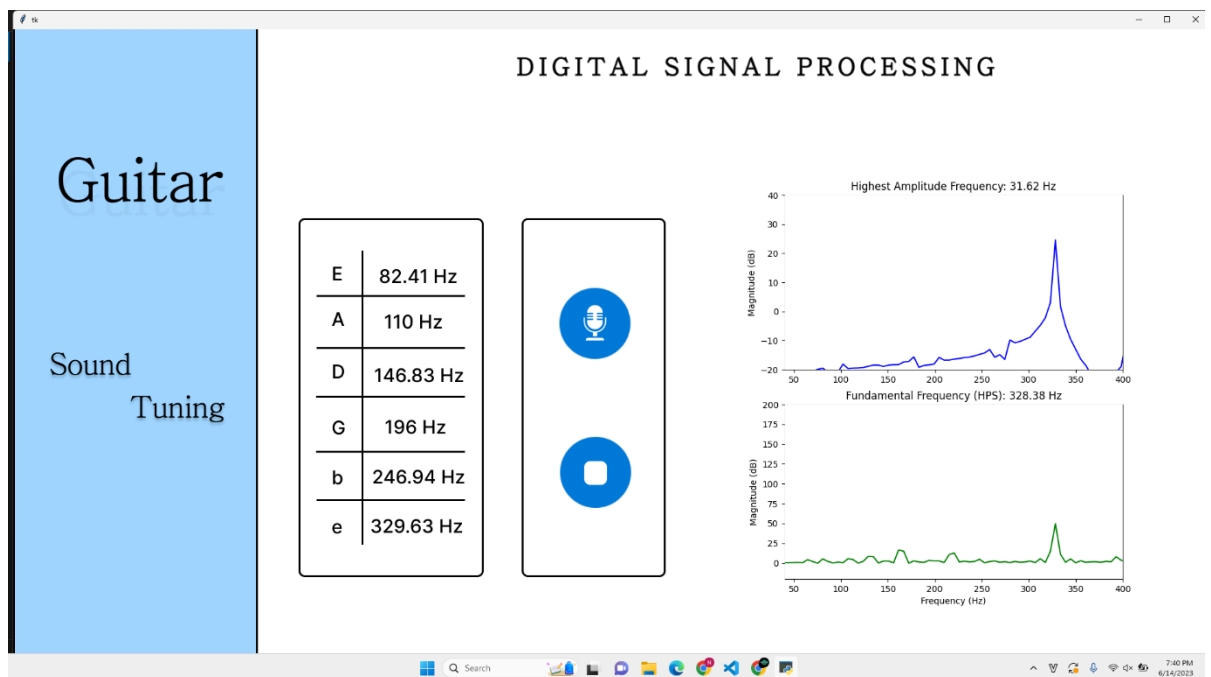 tk
DIGITAL SIGNAL PROCESSING
Guitar
Sound
Tuning
E 82.41 Hz
A 110 Hz
D 146.83 Hz
G 196 Hz
b 246.94 Hz
e 329.63 Hz
Highest Amplitude Frequency: 31.62 Hz
40
30
20
10
0
−10
−20
Magnitude (dB)
50 100 150 200 250 300 350 400
Fundamental Frequency (HPS): 328.38 Hz
200
175
150
125
100
75
50
25
0
Magnitude (dB)
50 100 150 200 250 300 350 400
Frequency (Hz)
Search
7:40 PM
6/14/2023